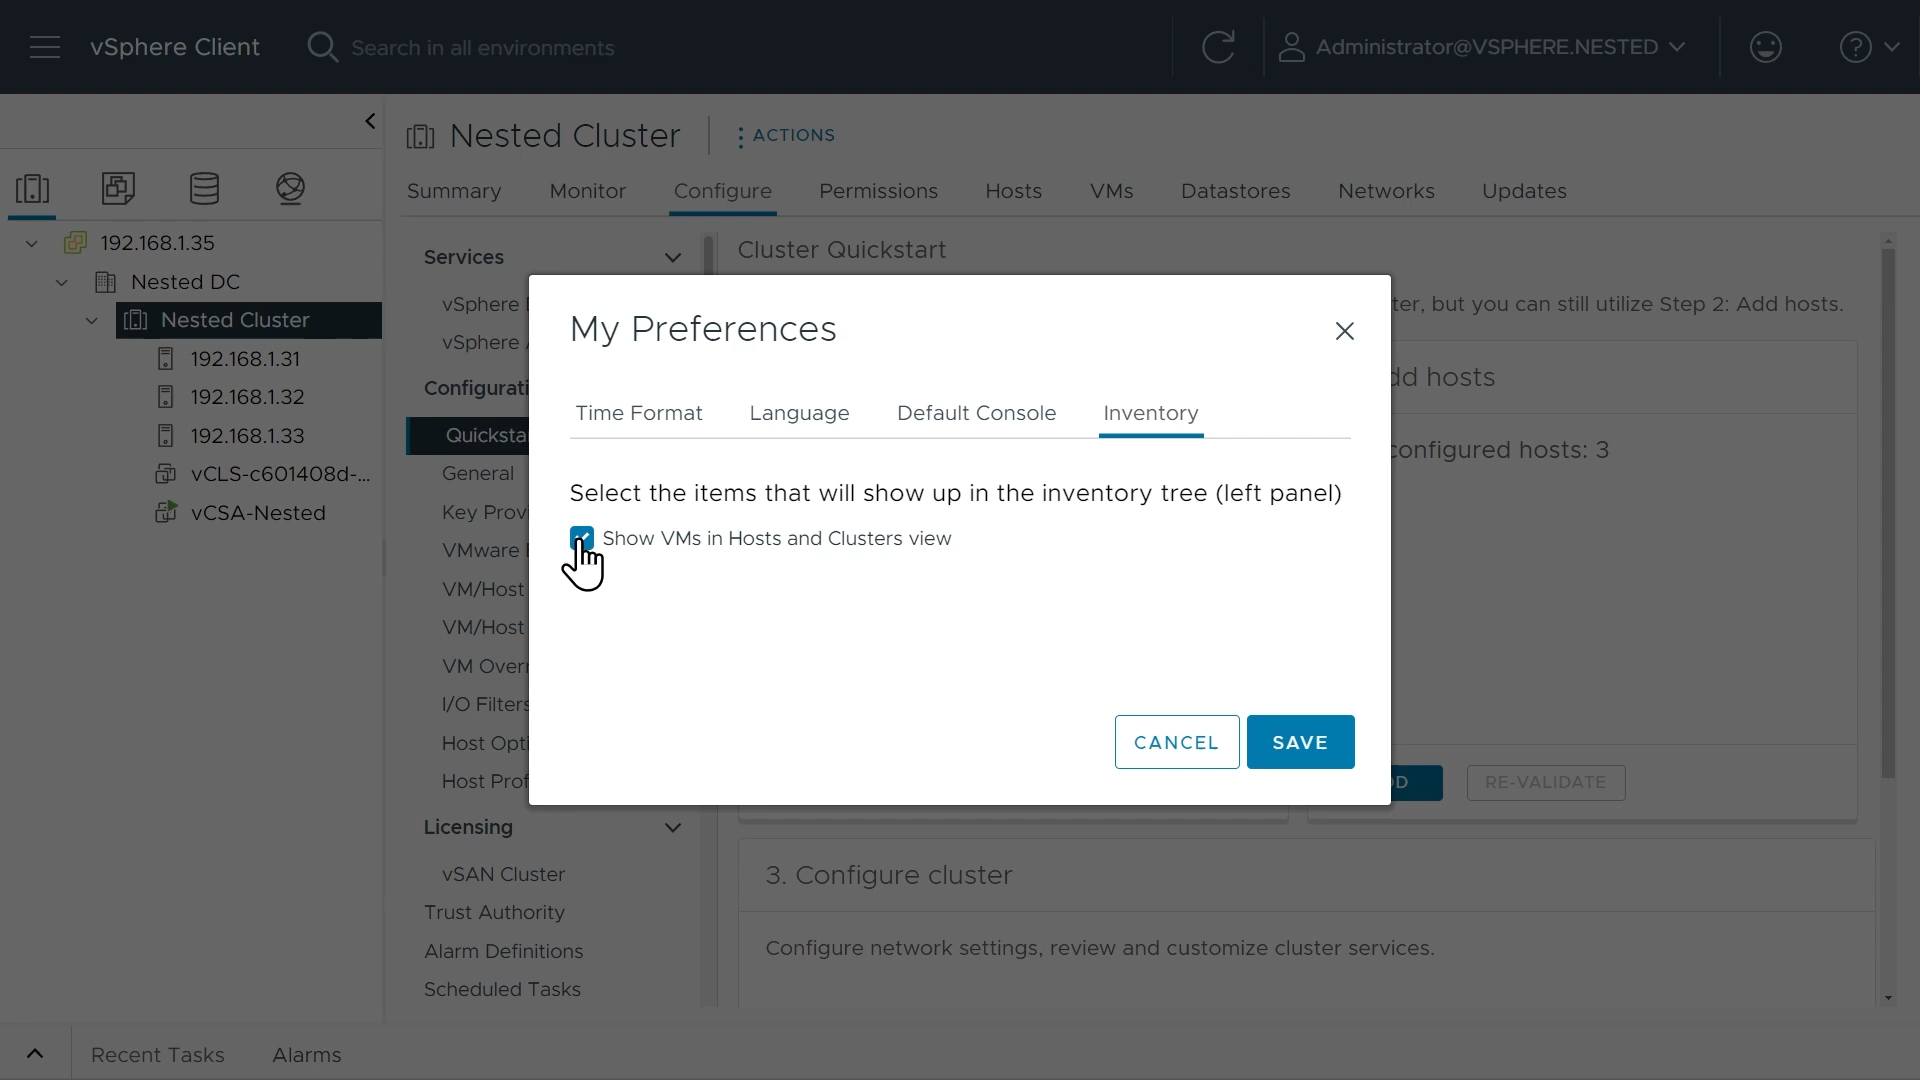 vSphere Client
Search in all environments
Administrator@VSPHERE.NESTED
Nested Cluster
ACTIONS
Summary
Monitor
Configure
Permissions
Hosts
VMs
Datastores
Networks
Updates
192.168.1.35
Nested DC
Nested Cluster
192.168.1.31
192.168.1.32
192.168.1.33
vCLS-c601408d-...
vCSA-Nested
Services
vSphere
vSphere
Configurati
Quicksta
General
Key Prov
VMware
VM/Host
VM/Host
VM Over
I/O Filters
Host Opti
Host Prof
Licensing
vSAN Cluster
Trust Authority
Alarm Definitions
Scheduled Tasks
Cluster Quickstart
ter, but you can still utilize Step 2: Add hosts.
dd hosts
configured hosts: 3
DD
RE-VALIDATE
3. Configure cluster
Configure network settings, review and customize cluster services.
My Preferences
Time Format
Language
Default Console
Inventory
Select the items that will show up in the inventory tree (left panel)
Show VMs in Hosts and Clusters view
CANCEL
SAVE
Recent Tasks
Alarms